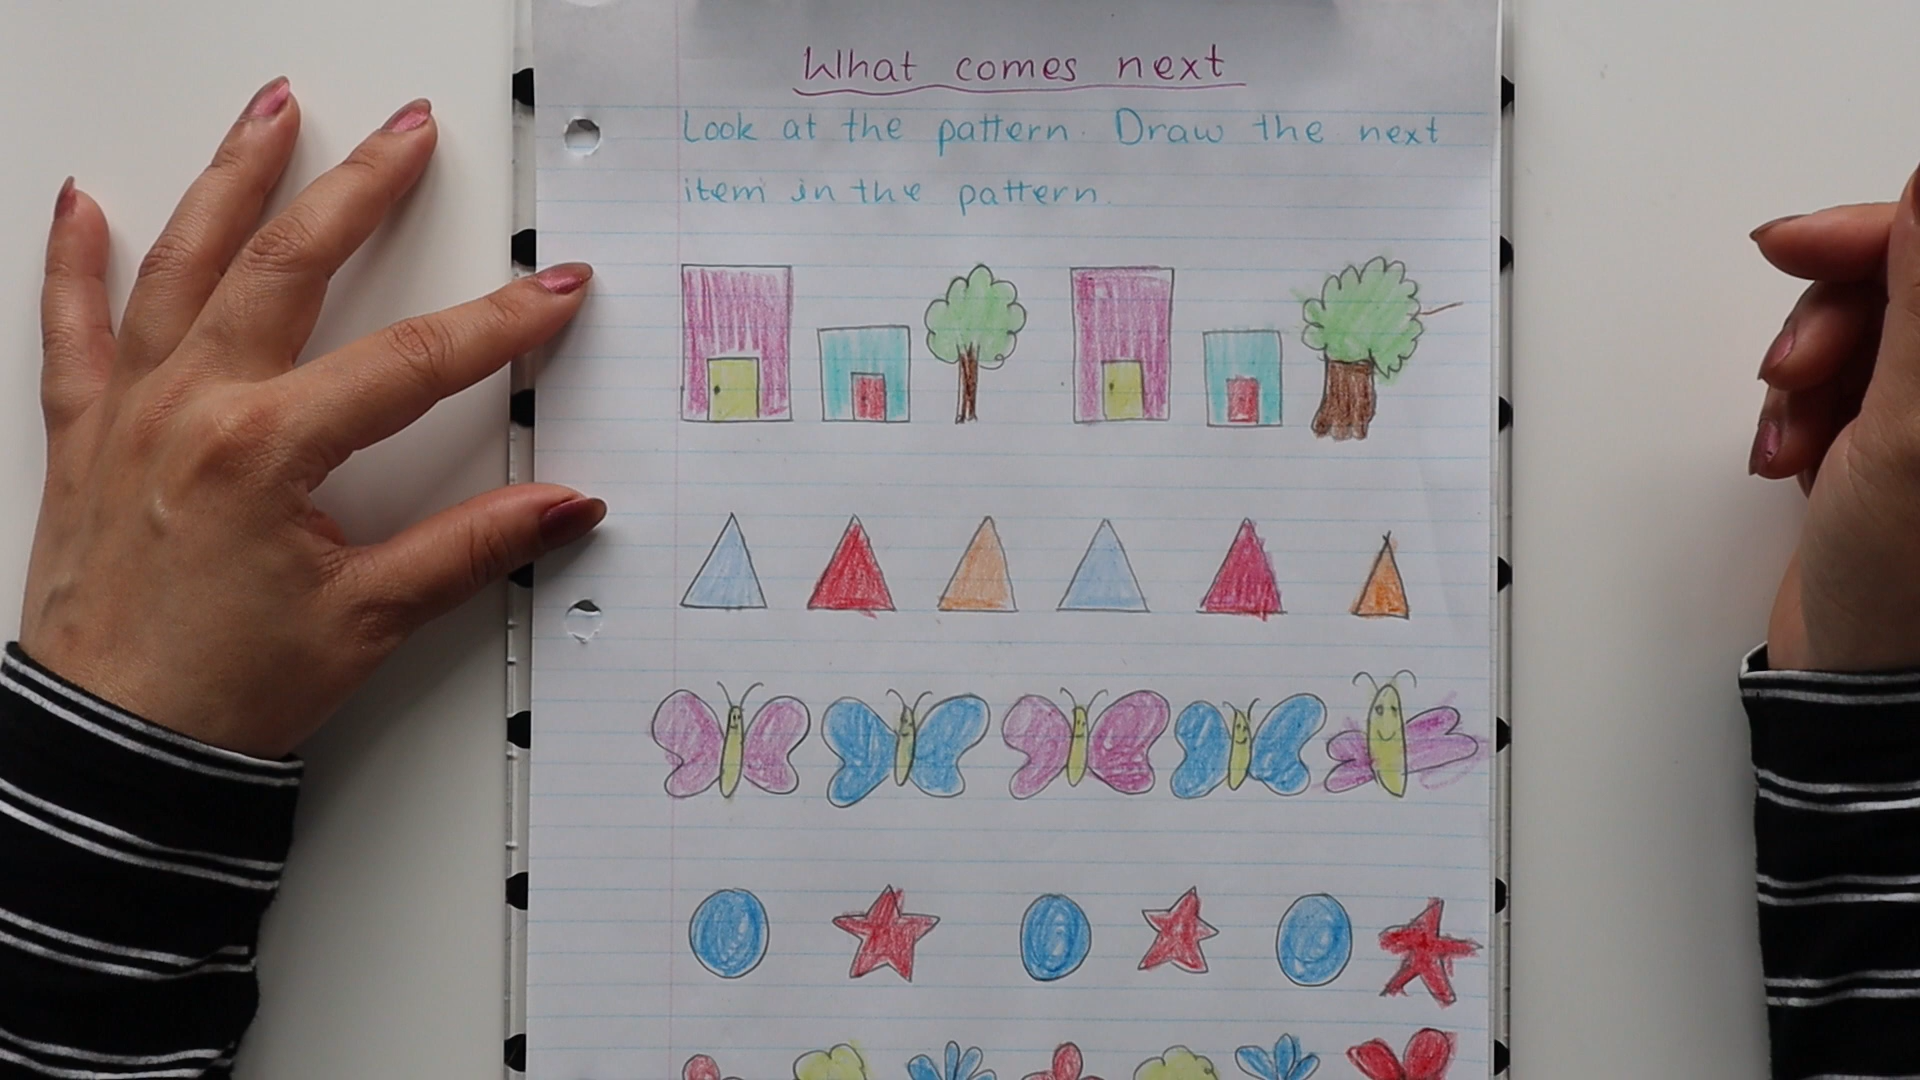 What comes next
Look at the pattern. Draw the next
item in the pattern.